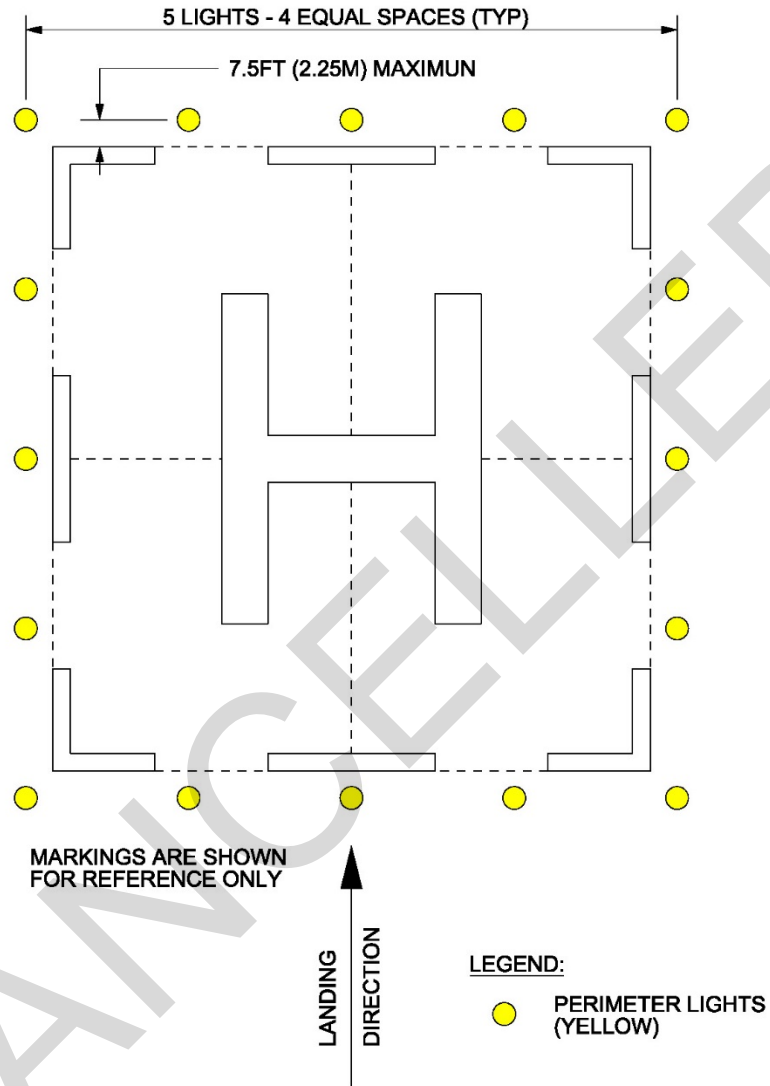 5 LIGHTS - 4 EQUAL SPACES (TYP)
7.5FT (2.25M) MAXIMUN
H
MARKINGS ARE SHOWN
FOR REFERENCE ONLY
LANDING
DIRECTION
LEGEND:
PERIMETER LIGHTS
(YELLOW)